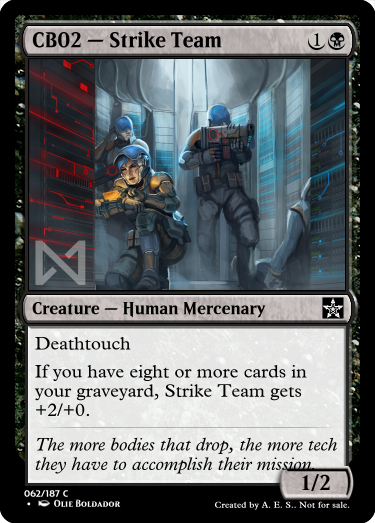 CBO2 — Strike Team 1
Creature — Human Mercenary
Deathtouch
If you have eight or more cards in
your graveyard, Strike Team gets
+2/+0.
The more bodies that drop, the more tech
they have to accomplish their mission.
1/2
062/187 C
• OLIE BOLDADOR
Created by A. E. S.. Not for sale.